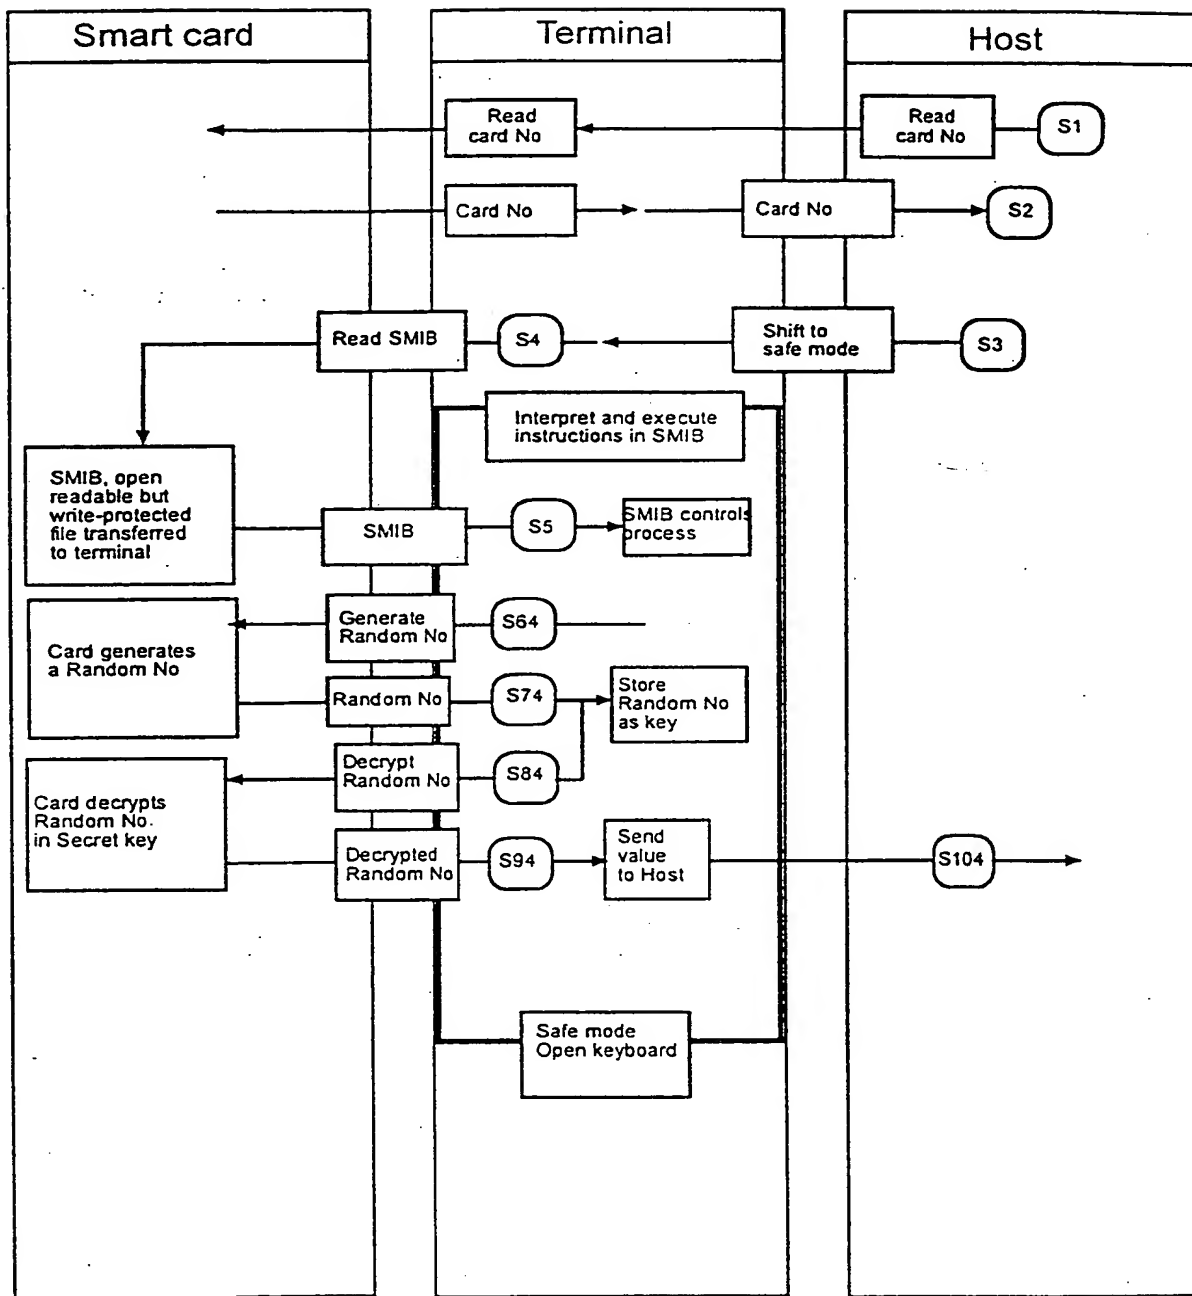 Smart card
Terminal
Host
Read
card No
Read
card No
S1
Card No
Card No
S2
Read SMIB
S4
Shift to
safe mode
S3
Interpret and execute
instructions in SMIB
SMIB, open
readable but
write-protected
file transferred
to terminal
SMIB
S5
SMIB controls
process
Generate
Random No
S64
Card generates
a Random No
Random No
S74
Store
Random No
as key
Decrypt
Random No
S84
Card decrypts
Random No.
in Secret key
Decrypted
Random No
S94
Send
value
to Host
S104
Safe mode
Open keyboard